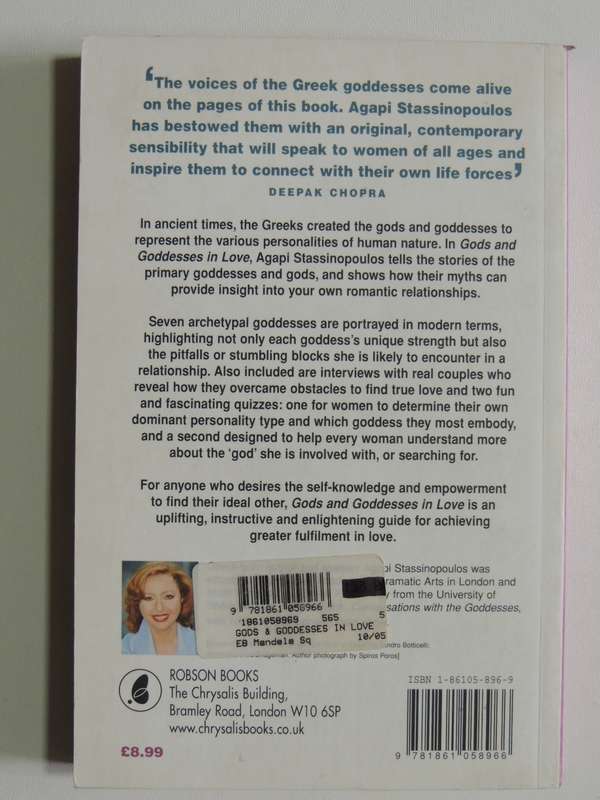 ‘The voices of the Greek goddesses come alive
on the pages of this book. Agapi Stassinopoulos
has bestowed them with an original, contemporary
sensibility that will speak to women of all ages and
inspire them to connect with their own life forces’
DEEPAK CHOPRA
In ancient times, the Greeks created the gods and goddesses to
represent the various personalities of human nature. In Gods and
Goddesses in Love, Agapi Stassinopoulos tells the stories of the
primary goddesses and gods, and shows how their myths can
provide insight into your own romantic relationships.
Seven archetypal goddesses are portrayed in modern terms,
highlighting not only each goddess's unique strength but also
the pitfalls or stumbling blocks she is likely to encounter in a
relationship. Also included are interviews with real couples who
reveal how they overcame obstacles to find true love and two fun
and fascinating quizzes: one for women to determine their own
dominant personality type and which goddess they most embody,
and a second designed to help every woman understand more
about the ‘god’ she is involved with, or searching for.
For anyone who desires the self-knowledge and empowerment
to find their ideal other, Gods and Goddesses in Love is an
uplifting, instructive and enlightening guide for achieving
greater fulfilment in love.
api Stassinopoulos was
ramatic Arts in London and
y from the University of
sations with the Goddesses,
ndro Botticelli:
Author photograph by Spiros Poros]
9 781861 058966
1861058969 565 5
GODS & GODDESSES IN LOVE
EB Mandela Sq 10/05
ROBSON BOOKS
The Chrysalis Building,
Bramley Road, London W10 6SP
www.chrysalisbooks.co.uk
£8.99
ISBN 1-86105-896-9
9 781861 058966